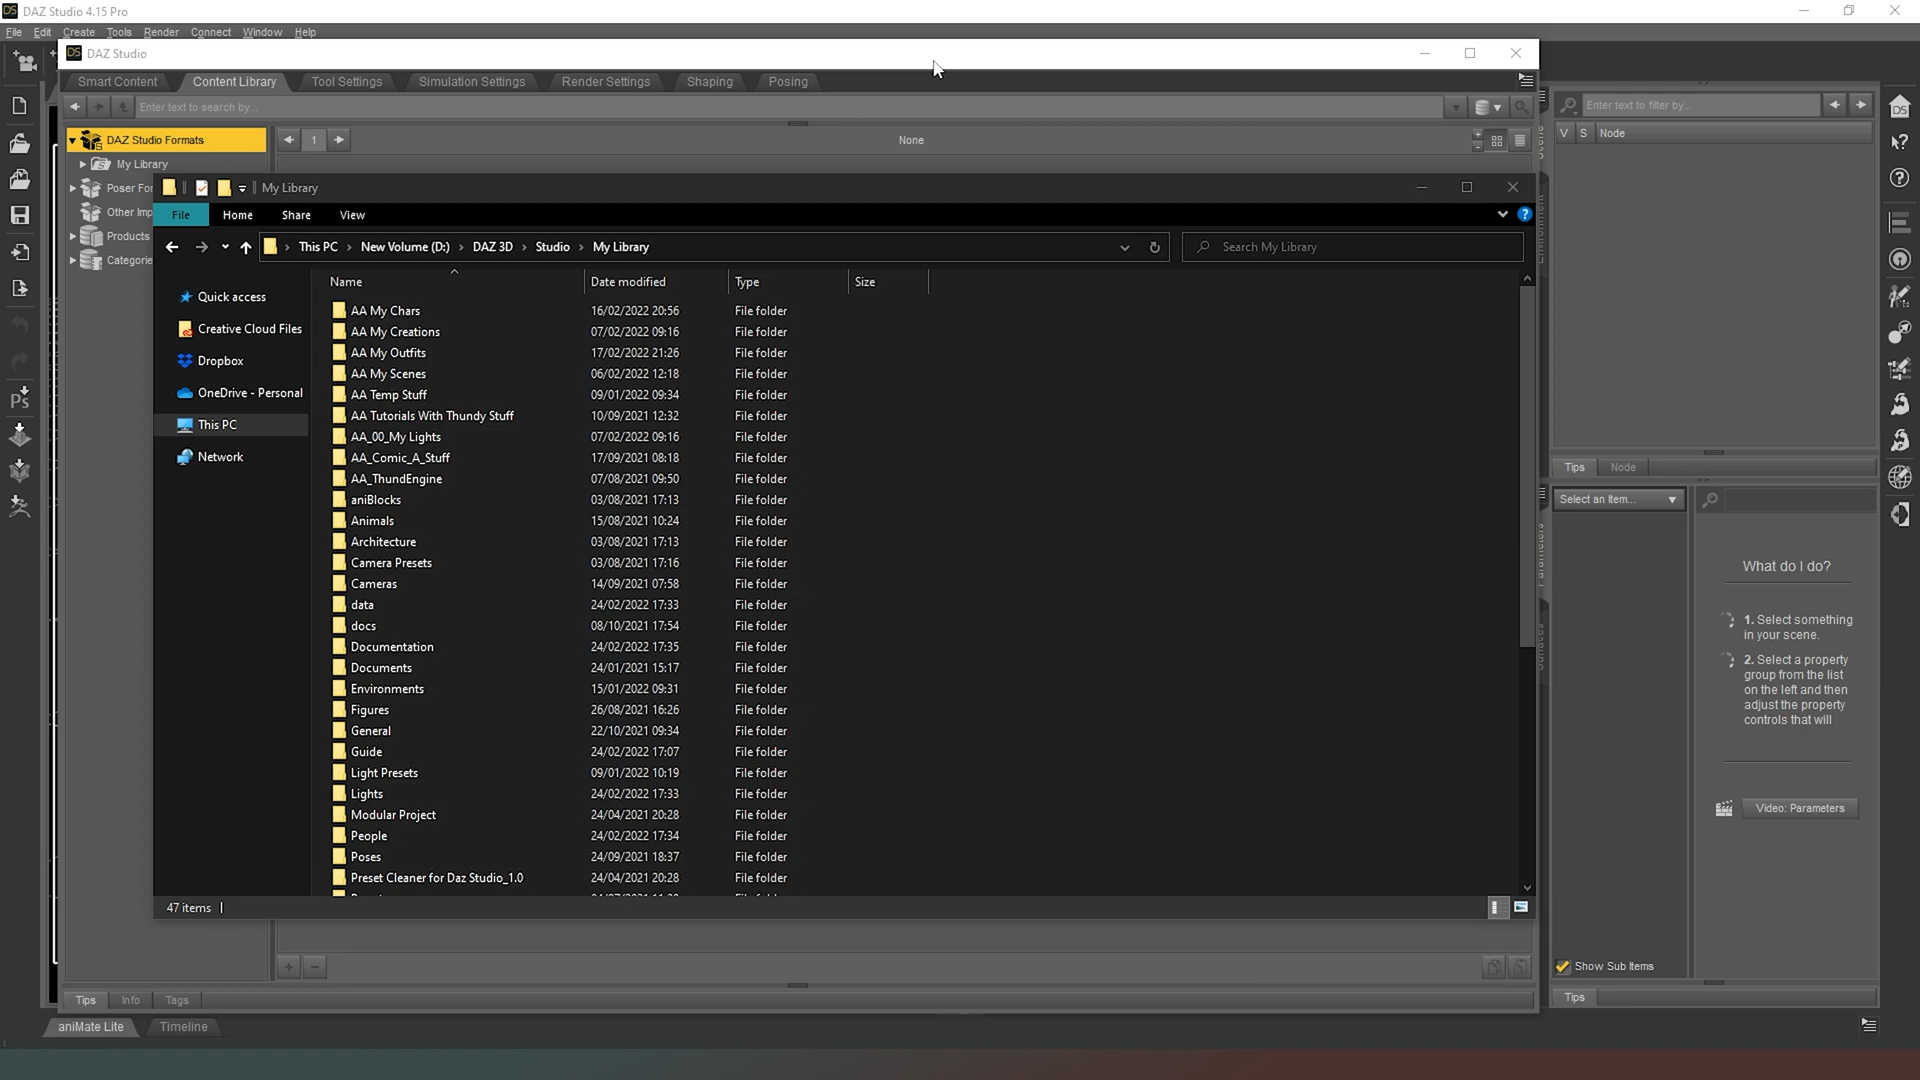 DAZ Studio 4.15 Pro
File Edit Create Tools Render Connect Window Help
DAZ Studio
Smart Content Content Library Tool Settings Simulation Settings Render Settings Shaping Posing
Enter text to search by...
Enter text to filter by...
V S Node
DAZ Studio Formats
1
None
My Library
Poser For
Other Imp
Products
Categorie
My Library
File Home Share View
This PC New Volume (D:) DAZ 3D Studio My Library
Search My Library
Name Date modified Type Size
Quick access
Creative Cloud Files
Dropbox
OneDrive - Personal
This PC
Network
AA My Chars 16/02/2022 20:56 File folder
AA My Creations 07/02/2022 09:16 File folder
AA My Outfits 17/02/2022 21:26 File folder
AA My Scenes 06/02/2022 12:18 File folder
AA Temp Stuff 09/01/2022 09:34 File folder
AA Tutorials With Thundy Stuff 10/09/2021 12:32 File folder
AA_00_My Lights 07/02/2022 09:16 File folder
AA_Comic_A_Stuff 17/09/2021 08:18 File folder
AA_ThundEngine 07/08/2021 09:50 File folder
aniBlocks 03/08/2021 17:13 File folder
Animals 15/08/2021 10:24 File folder
Architecture 03/08/2021 17:13 File folder
Camera Presets 03/08/2021 17:16 File folder
Cameras 14/09/2021 07:58 File folder
data 24/02/2022 17:33 File folder
docs 08/10/2021 17:54 File folder
Documentation 24/02/2022 17:35 File folder
Documents 24/01/2021 15:17 File folder
Environments 15/01/2022 09:31 File folder
Figures 26/08/2021 16:26 File folder
General 22/10/2021 09:34 File folder
Guide 24/02/2022 17:07 File folder
Light Presets 09/01/2022 10:19 File folder
Lights 24/02/2022 17:33 File folder
Modular Project 24/04/2021 20:28 File folder
People 24/02/2022 17:34 File folder
Poses 24/09/2021 18:37 File folder
Preset Cleaner for Daz Studio_1.0 24/04/2021 20:28 File folder
47 items
Tips Node
Select an Item...
What do I do?
1. Select something
in your scene.
2. Select a property
group from the list
on the left and then
adjust the property
controls that will
Video: Parameters
Show Sub Items
Tips
Tips Info Tags
aniMate Lite Timeline
Ps
DS